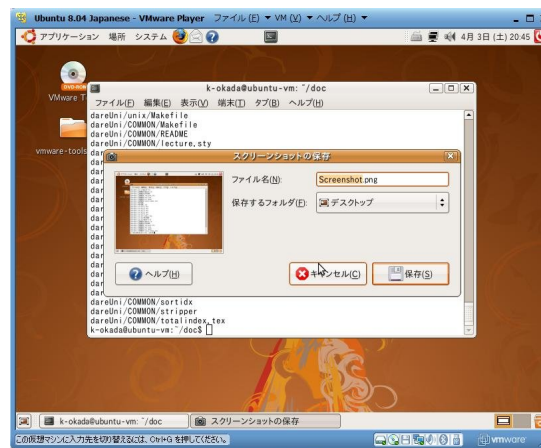 Ubuntu 8.04 Japanese - VMware Player ファイル(F) ▼ VM(V) ▼ ヘルプ(H) ▼
アプリケーション 場所 システム 4月 3日(土) 20:45
DVD-ROM
VMware T
vmware-tools
k-okada@ubuntu-vm: ~/doc
ファイル(F) 編集(E) 表示(V) 端末(T) タブ(B) ヘルプ(H)
dareUni/unix/Makefile
dareUni/COMMON/Makefile
dareUni/COMMON/README
dareUni/COMMON/lecture.sty
スクリーンショットの保存
ファイル名(N): Screenshot.png
保存するフォルダ(F): デスクトップ
ヘルプ(H) キャンセル(C) 保存(S)
dareUni/COMMON/sortidx
dareUni/COMMON/stripper
dareUni/COMMON/totalindex.tex
k-okada@ubuntu-vm:~/doc$
k-okada@ubuntu-vm: ~/doc スクリーンショットの保存
この仮想マシンに入力先を切り替えるには、Ctrl+G を押してください。 vmware